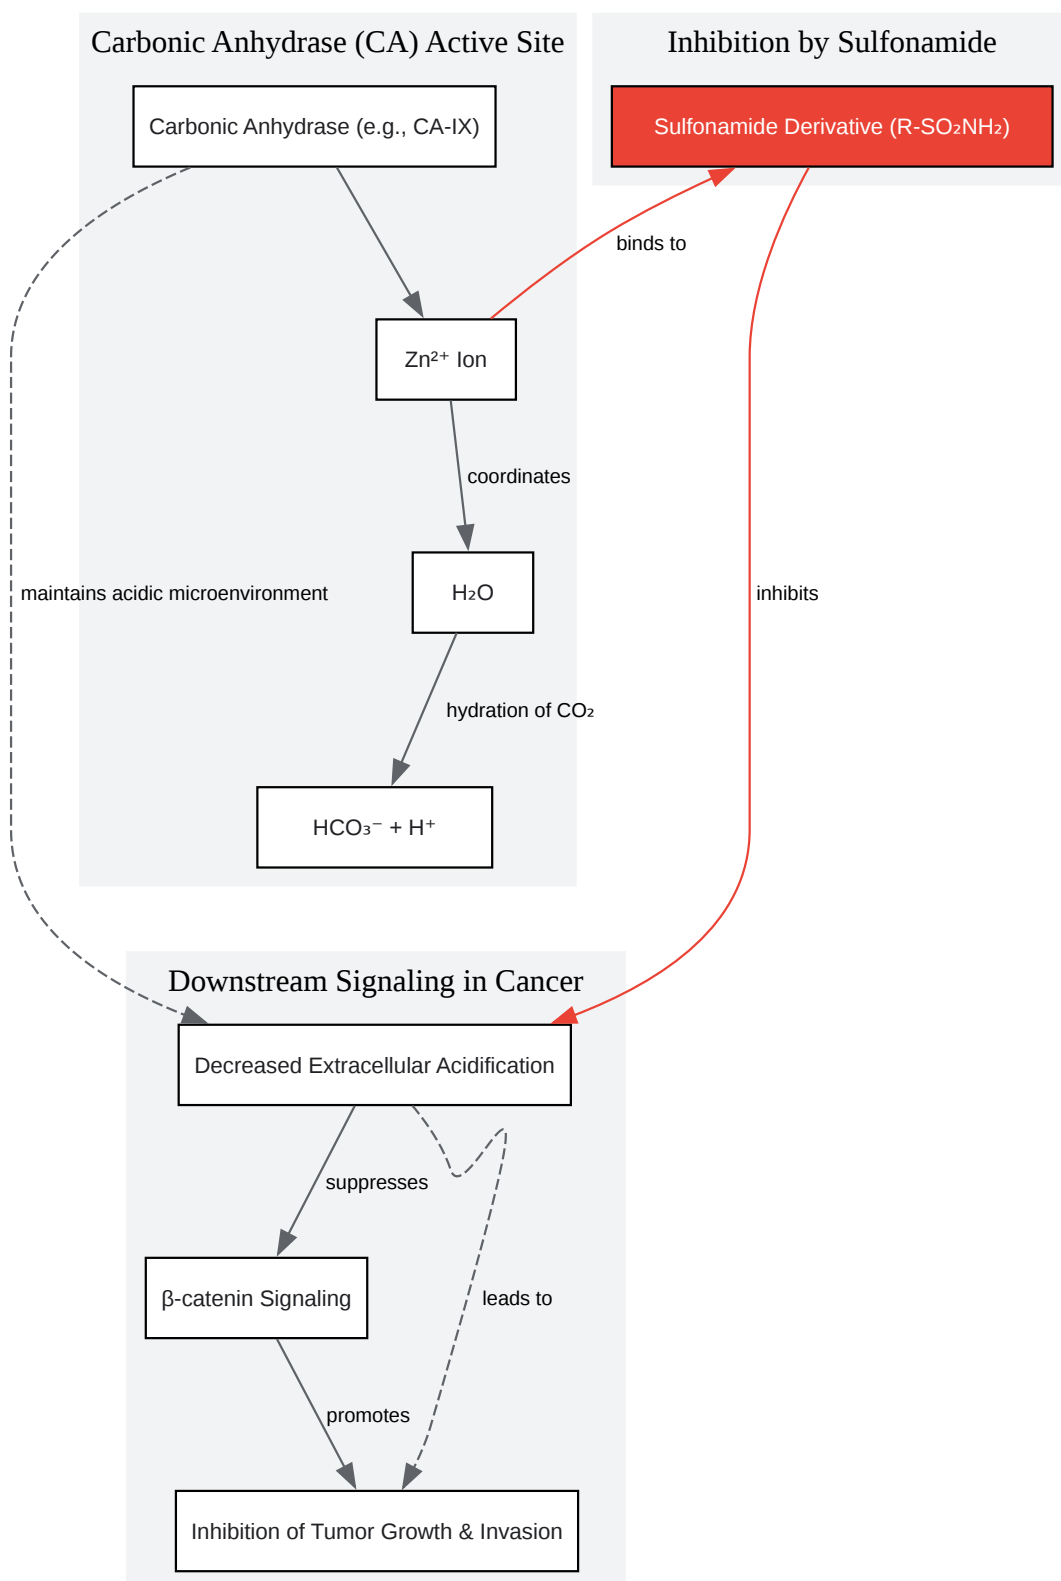 Carbonic Anhydrase (CA) Active Site
Inhibition by Sulfonamide
Carbonic Anhydrase (e.g., CA-IX)
Sulfonamide Derivative (R-SO₂NH₂)
binds to
Zn²⁺ Ion
coordinates
H₂O
maintains acidic microenvironment
inhibits
hydration of CO₂
HCO₃⁻ + H⁺
Downstream Signaling in Cancer
Decreased Extracellular Acidification
suppresses
β-catenin Signaling
leads to
promotes
Inhibition of Tumor Growth & Invasion